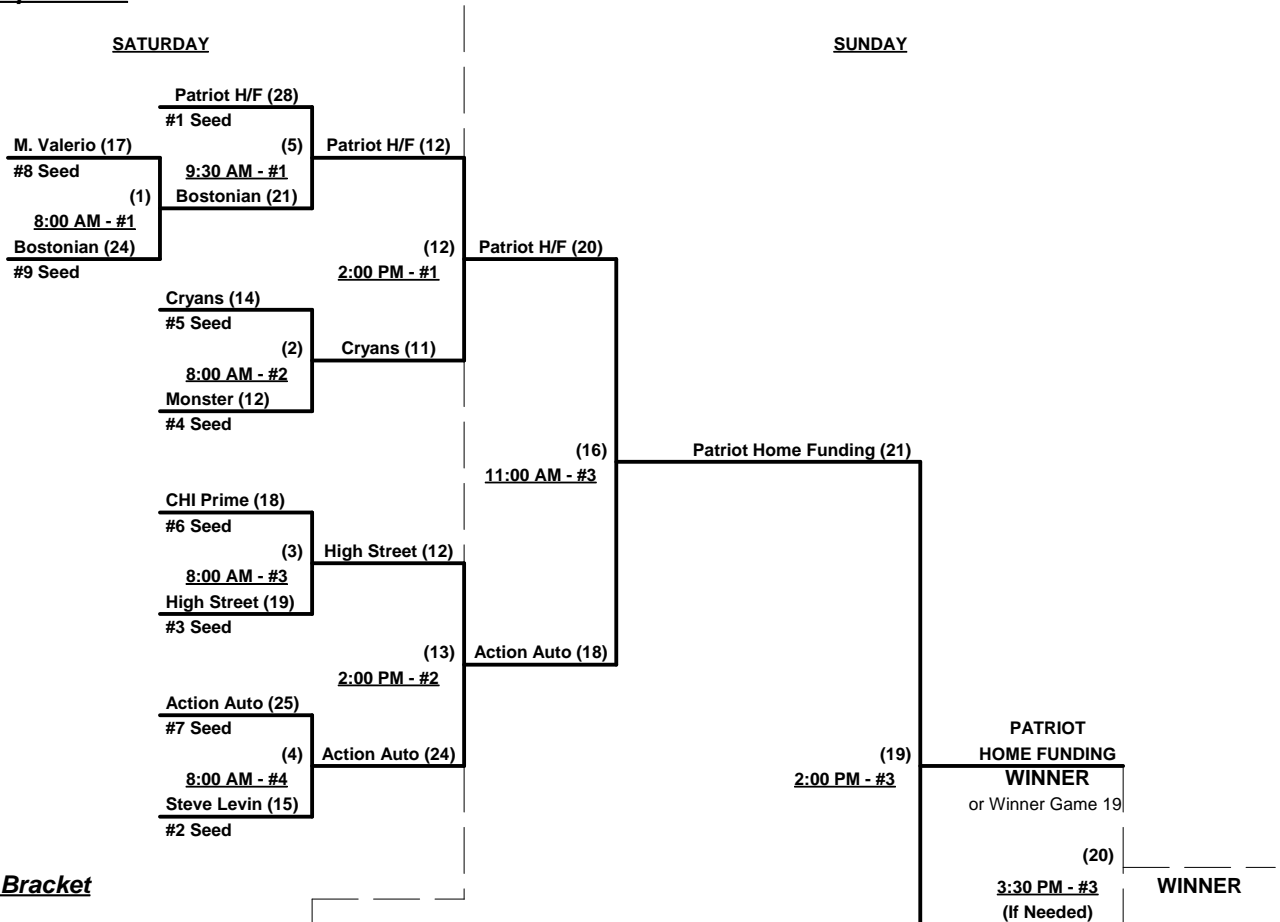 SATURDAY
SUNDAY
Patriot H/F (28)
#1 Seed
M. Valerio (17)
(5)
Patriot H/F (12)
#8 Seed
9:30 AM - #1
(1)
Bostonian (21)
8:00 AM - #1
Bostonian (24)
(12)
Patriot H/F (20)
#9 Seed
2:00 PM - #1
Cryans (14)
#5 Seed
(2)
Cryans (11)
8:00 AM - #2
Monster (12)
#4 Seed
(16)
Patriot Home Funding (21)
11:00 AM - #3
CHI Prime (18)
#6 Seed
(3)
High Street (12)
8:00 AM - #3
High Street (19)
#3 Seed
(13)
Action Auto (18)
2:00 PM - #2
Action Auto (25)
#7 Seed
PATRIOT
(4)
Action Auto (24)
(19)
HOME FUNDING
8:00 AM - #4
2:00 PM - #3
WINNER
Steve Levin (15)
or Winner Game 19
#2 Seed
(20)
Bracket
3:30 PM - #3
WINNER
(If Needed)